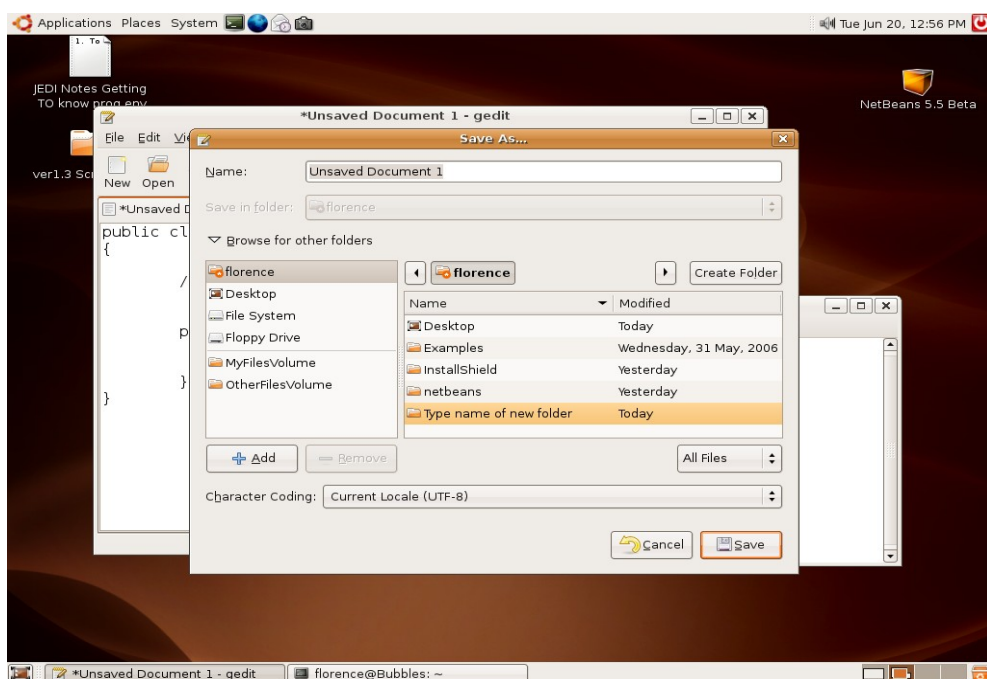 Applications Places System
Tue Jun 20, 12:56 PM
1. To
JEDI Notes Getting
TO know prog env
NetBeans 5.5 Beta
ver1.3 Sc
*Unsaved Document 1 - gedit
File Edit Vie
New Open
*Unsaved D
public cl
{
/
p
}
}
Save As...
Name: Unsaved Document 1
Save in folder: florence
Browse for other folders
florence
Desktop
File System
Floppy Drive
MyFilesVolume
OtherFilesVolume
florence
Create Folder
Name Modified
Desktop Today
Examples Wednesday, 31 May, 2006
InstallShield Yesterday
netbeans Yesterday
Type name of new folder Today
Add Remove
All Files
Character Coding: Current Locale (UTF-8)
Cancel Save
*Unsaved Document 1 - gedit
florence@Bubbles: ~